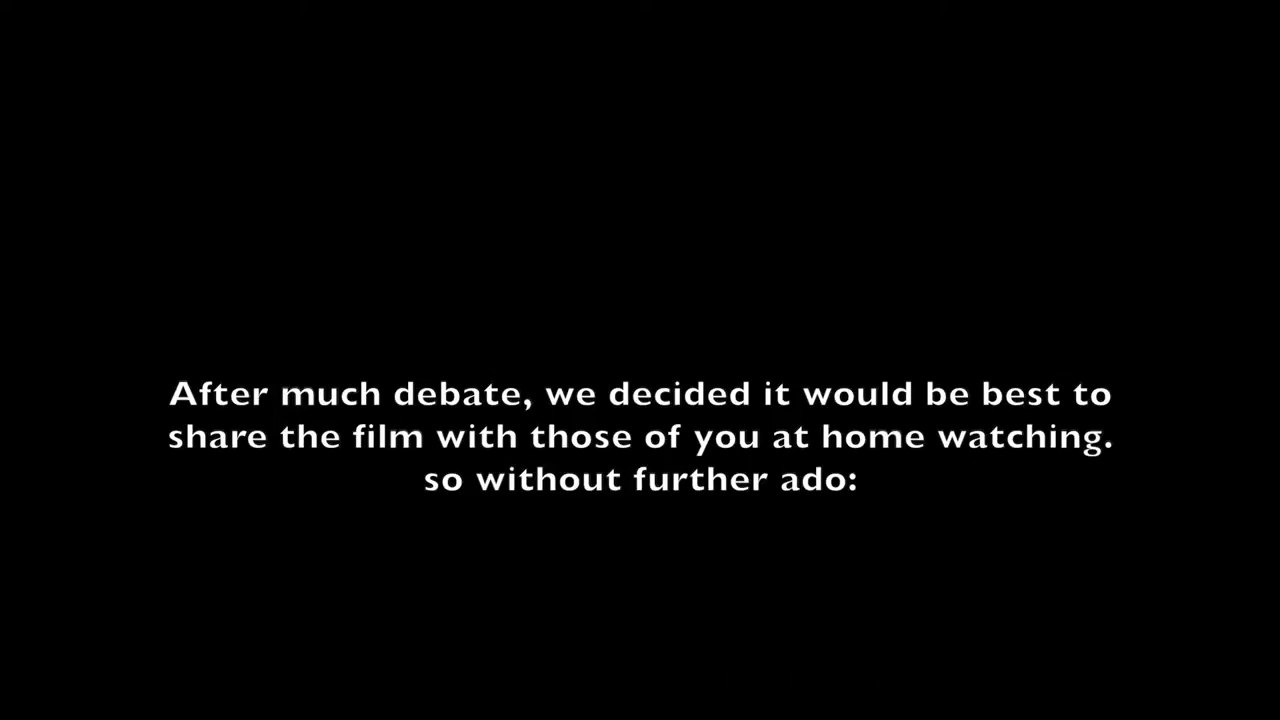 After much debate, we decided it would be best to
share the film with those of you at home watching.
so without further ado: